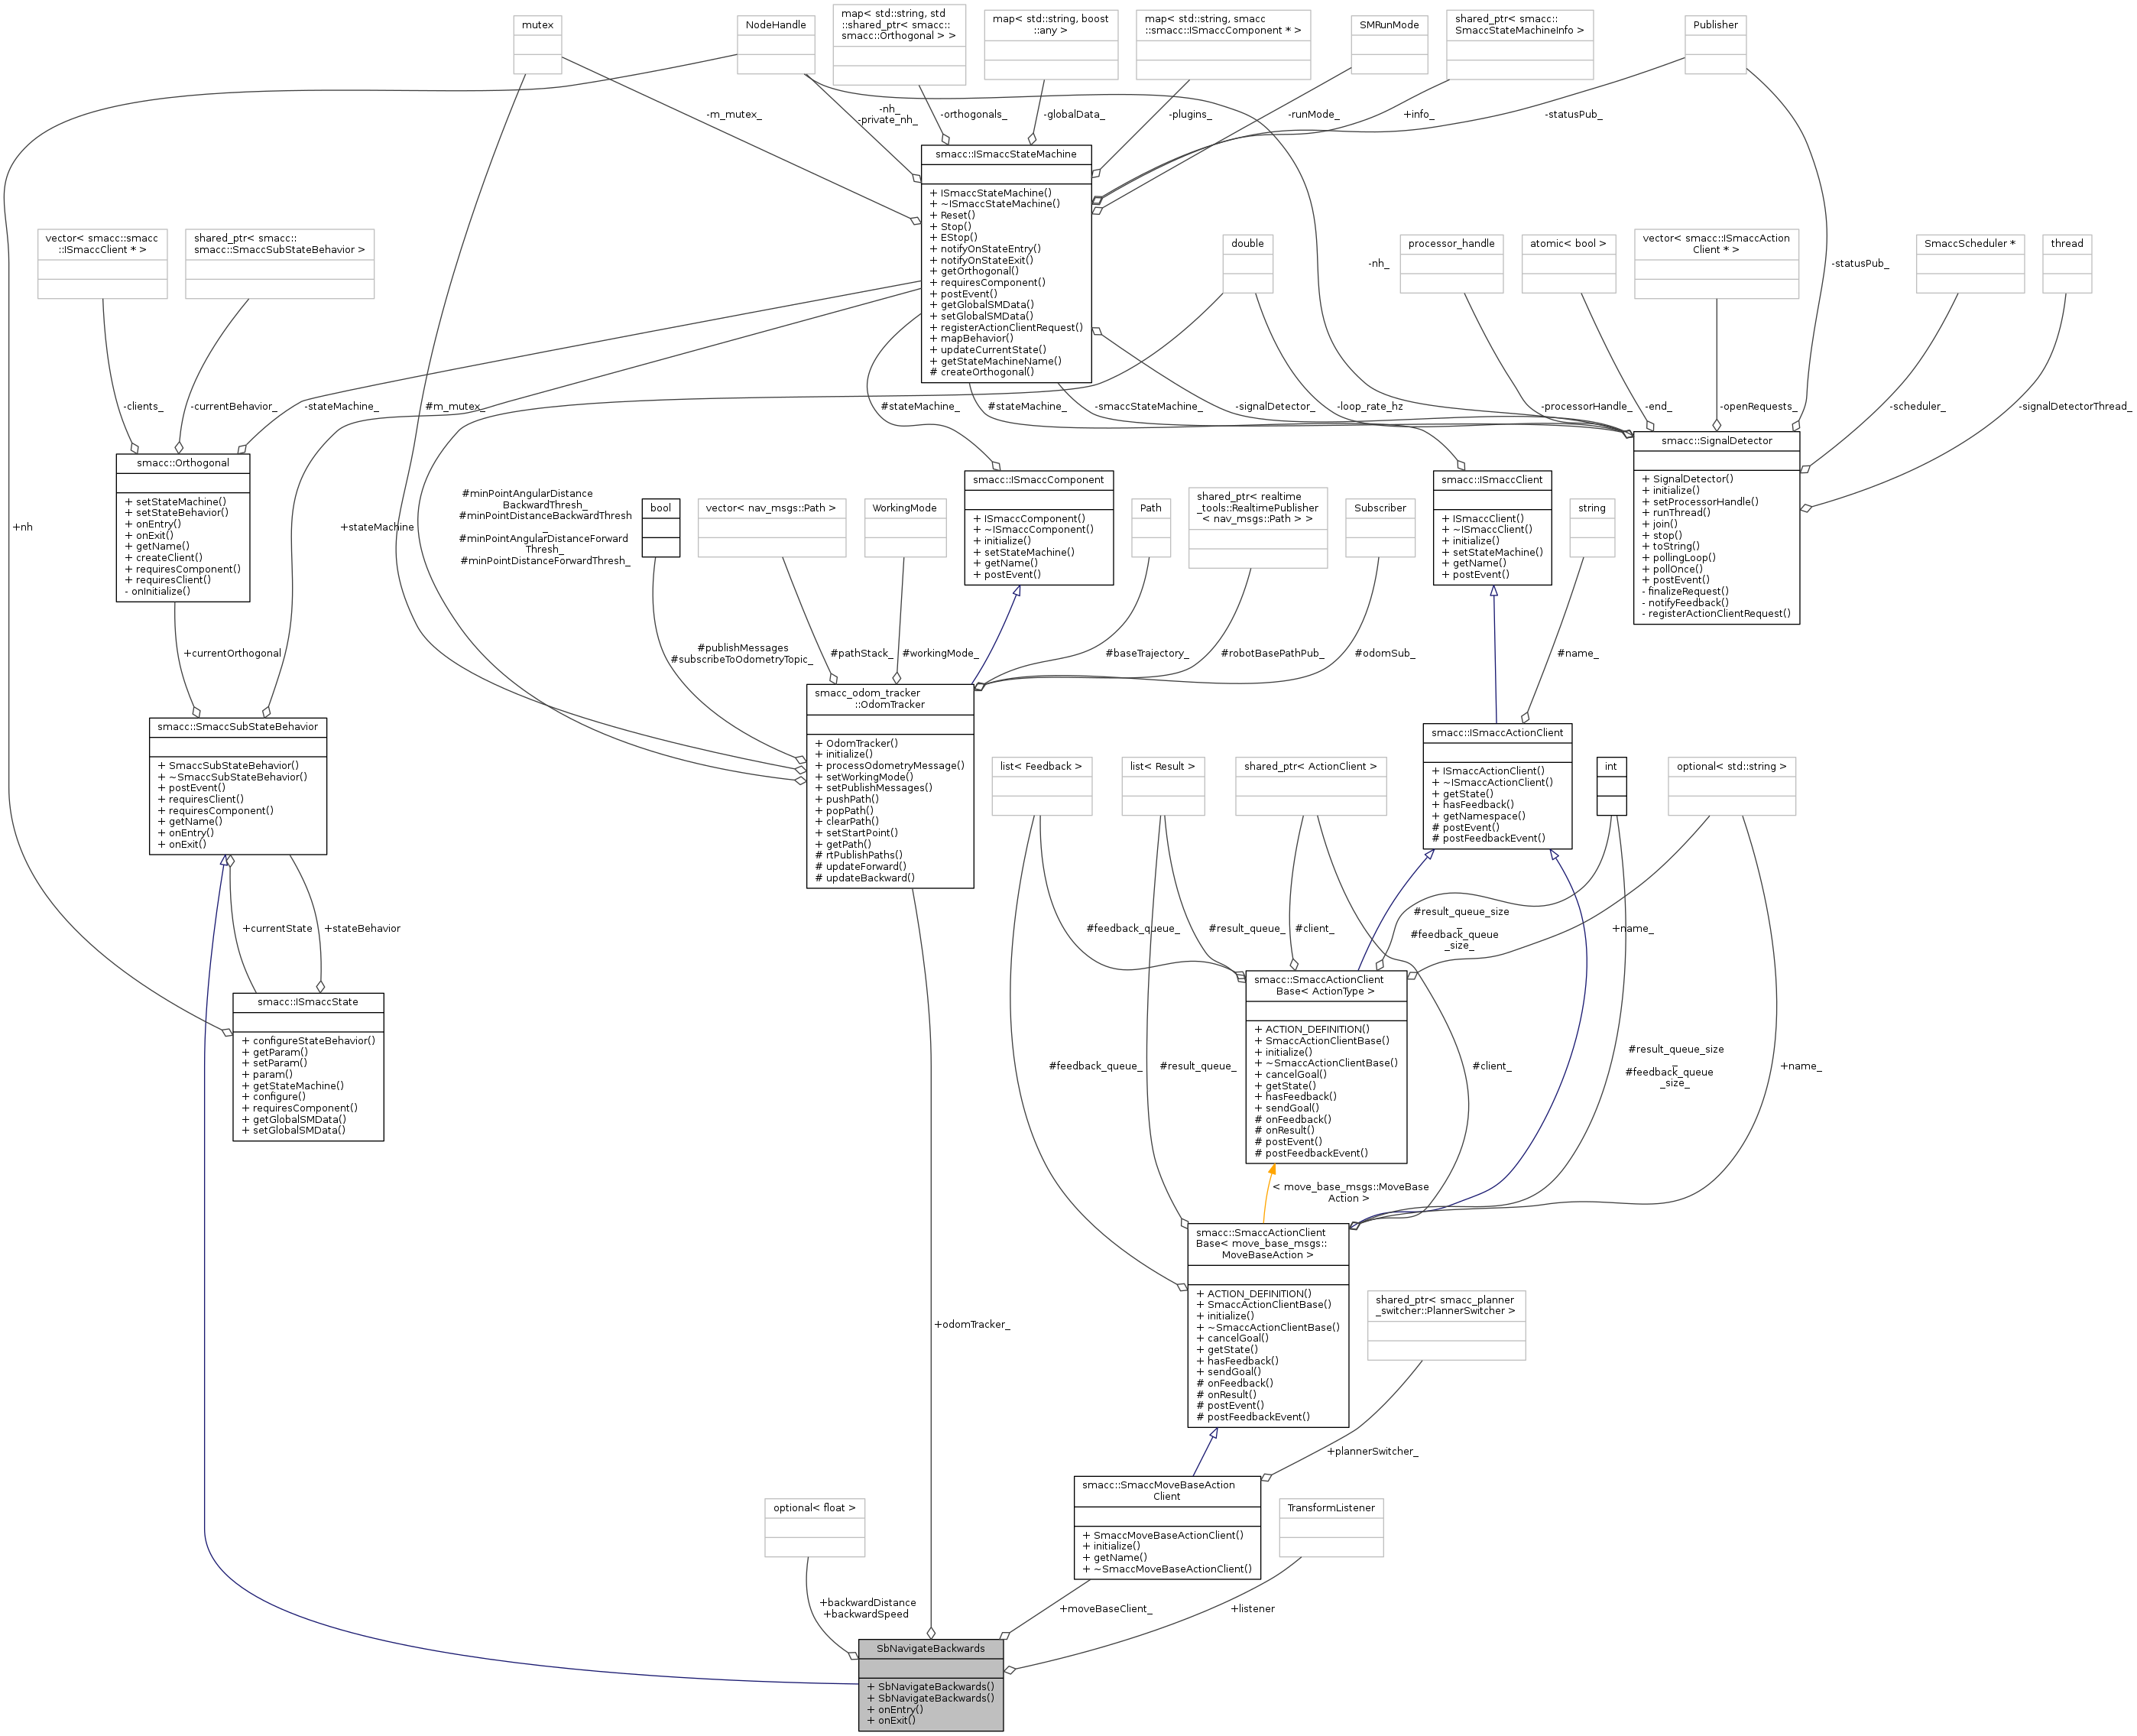 mutex
NodeHandle
map< std::string, std
::shared_ptr< smacc::
smacc::Orthogonal > >
map< std::string, boost
::any >
map< std::string, smacc
::smacc::ISmaccComponent * >
SMRunMode
shared_ptr< smacc::
SmaccStateMachineInfo >
Publisher
-m_mutex_
-nh_
-private_nh_
-orthogonals_
-globalData_
-plugins_
-runMode_
+info_
-statusPub_
smacc::ISmaccStateMachine
+ ISmaccStateMachine()
+ ~ISmaccStateMachine()
+ Reset()
+ Stop()
+ EStop()
+ notifyOnStateEntry()
+ notifyOnStateExit()
+ getOrthogonal()
+ requiresComponent()
+ postEvent()
+ getGlobalSMData()
+ setGlobalSMData()
+ registerActionClientRequest()
+ mapBehavior()
+ updateCurrentState()
+ getStateMachineName()
# createOrthogonal()
vector< smacc::smacc
::ISmaccClient * >
shared_ptr< smacc::
smacc::SmaccSubStateBehavior >
double
-nh_
processor_handle
atomic< bool >
vector< smacc::ISmaccAction
Client * >
-statusPub_
SmaccScheduler *
thread
-clients_
-currentBehavior_
-stateMachine_
#m_mutex_
#stateMachine_
#stateMachine_
-smaccStateMachine_
-signalDetector_
-loop_rate_hz
-processorHandle_
-end_
-openRequests_
-scheduler_
-signalDetectorThread_
smacc::Orthogonal
+ setStateMachine()
+ setStateBehavior()
+ onEntry()
+ onExit()
+ getName()
+ createClient()
+ requiresComponent()
+ requiresClient()
- onInitialize()
+nh
+stateMachine
#minPointAngularDistance
BackwardThresh_
#minPointDistanceBackwardThresh
_
#minPointAngularDistanceForward
Thresh_
#minPointDistanceForwardThresh_
bool
vector< nav_msgs::Path >
WorkingMode
smacc::ISmaccComponent
+ ISmaccComponent()
+ ~ISmaccComponent()
+ initialize()
+ setStateMachine()
+ getName()
+ postEvent()
Path
shared_ptr< realtime
_tools::RealtimePublisher
< nav_msgs::Path > >
Subscriber
smacc::ISmaccClient
+ ISmaccClient()
+ ~ISmaccClient()
+ initialize()
+ setStateMachine()
+ getName()
+ postEvent()
string
smacc::SignalDetector
+ SignalDetector()
+ initialize()
+ setProcessorHandle()
+ runThread()
+ join()
+ stop()
+ toString()
+ pollingLoop()
+ pollOnce()
+ postEvent()
- finalizeRequest()
- notifyFeedback()
- registerActionClientRequest()
+currentOrthogonal
#publishMessages
#subscribeToOdometryTopic_
#pathStack_
#workingMode_
#baseTrajectory_
#robotBasePathPub_
#odomSub_
#name_
smacc::SmaccSubStateBehavior
+ SmaccSubStateBehavior()
+ ~SmaccSubStateBehavior()
+ postEvent()
+ requiresClient()
+ requiresComponent()
+ getName()
+ onEntry()
+ onExit()
smacc_odom_tracker
::OdomTracker
+ OdomTracker()
+ initialize()
+ processOdometryMessage()
+ setWorkingMode()
+ setPublishMessages()
+ pushPath()
+ popPath()
+ clearPath()
+ setStartPoint()
+ getPath()
# rtPublishPaths()
# updateForward()
# updateBackward()
smacc::ISmaccActionClient
+ ISmaccActionClient()
+ ~ISmaccActionClient()
+ getState()
+ hasFeedback()
+ getNamespace()
# postEvent()
# postFeedbackEvent()
list< Feedback >
list< Result >
shared_ptr< ActionClient >
int
optional< std::string >
+currentState
+stateBehavior
#feedback_queue_
#result_queue_
#client_
#result_queue_size
_
#feedback_queue
_size_
+name_
smacc::ISmaccState
+ configureStateBehavior()
+ getParam()
+ setParam()
+ param()
+ getStateMachine()
+ configure()
+ requiresComponent()
+ getGlobalSMData()
+ setGlobalSMData()
smacc::SmaccActionClient
Base< ActionType >
+ ACTION_DEFINITION()
+ SmaccActionClientBase()
+ initialize()
+ ~SmaccActionClientBase()
+ cancelGoal()
+ getState()
+ hasFeedback()
+ sendGoal()
# onFeedback()
# onResult()
# postEvent()
# postFeedbackEvent()
#feedback_queue_
#result_queue_
#client_
#result_queue_size
_
#feedback_queue
_size_
+name_
< move_base_msgs::MoveBase
Action >
smacc::SmaccActionClient
Base< move_base_msgs::
MoveBaseAction >
+ ACTION_DEFINITION()
+ SmaccActionClientBase()
+ initialize()
+ ~SmaccActionClientBase()
+ cancelGoal()
+ getState()
+ hasFeedback()
+ sendGoal()
# onFeedback()
# onResult()
# postEvent()
# postFeedbackEvent()
+odomTracker_
shared_ptr< smacc_planner
_switcher::PlannerSwitcher >
+plannerSwitcher_
smacc::SmaccMoveBaseAction
Client
+ SmaccMoveBaseActionClient()
+ initialize()
+ getName()
+ ~SmaccMoveBaseActionClient()
optional< float >
TransformListener
+backwardDistance
+backwardSpeed
+moveBaseClient_
+listener
SbNavigateBackwards
+ SbNavigateBackwards()
+ SbNavigateBackwards()
+ onEntry()
+ onExit()